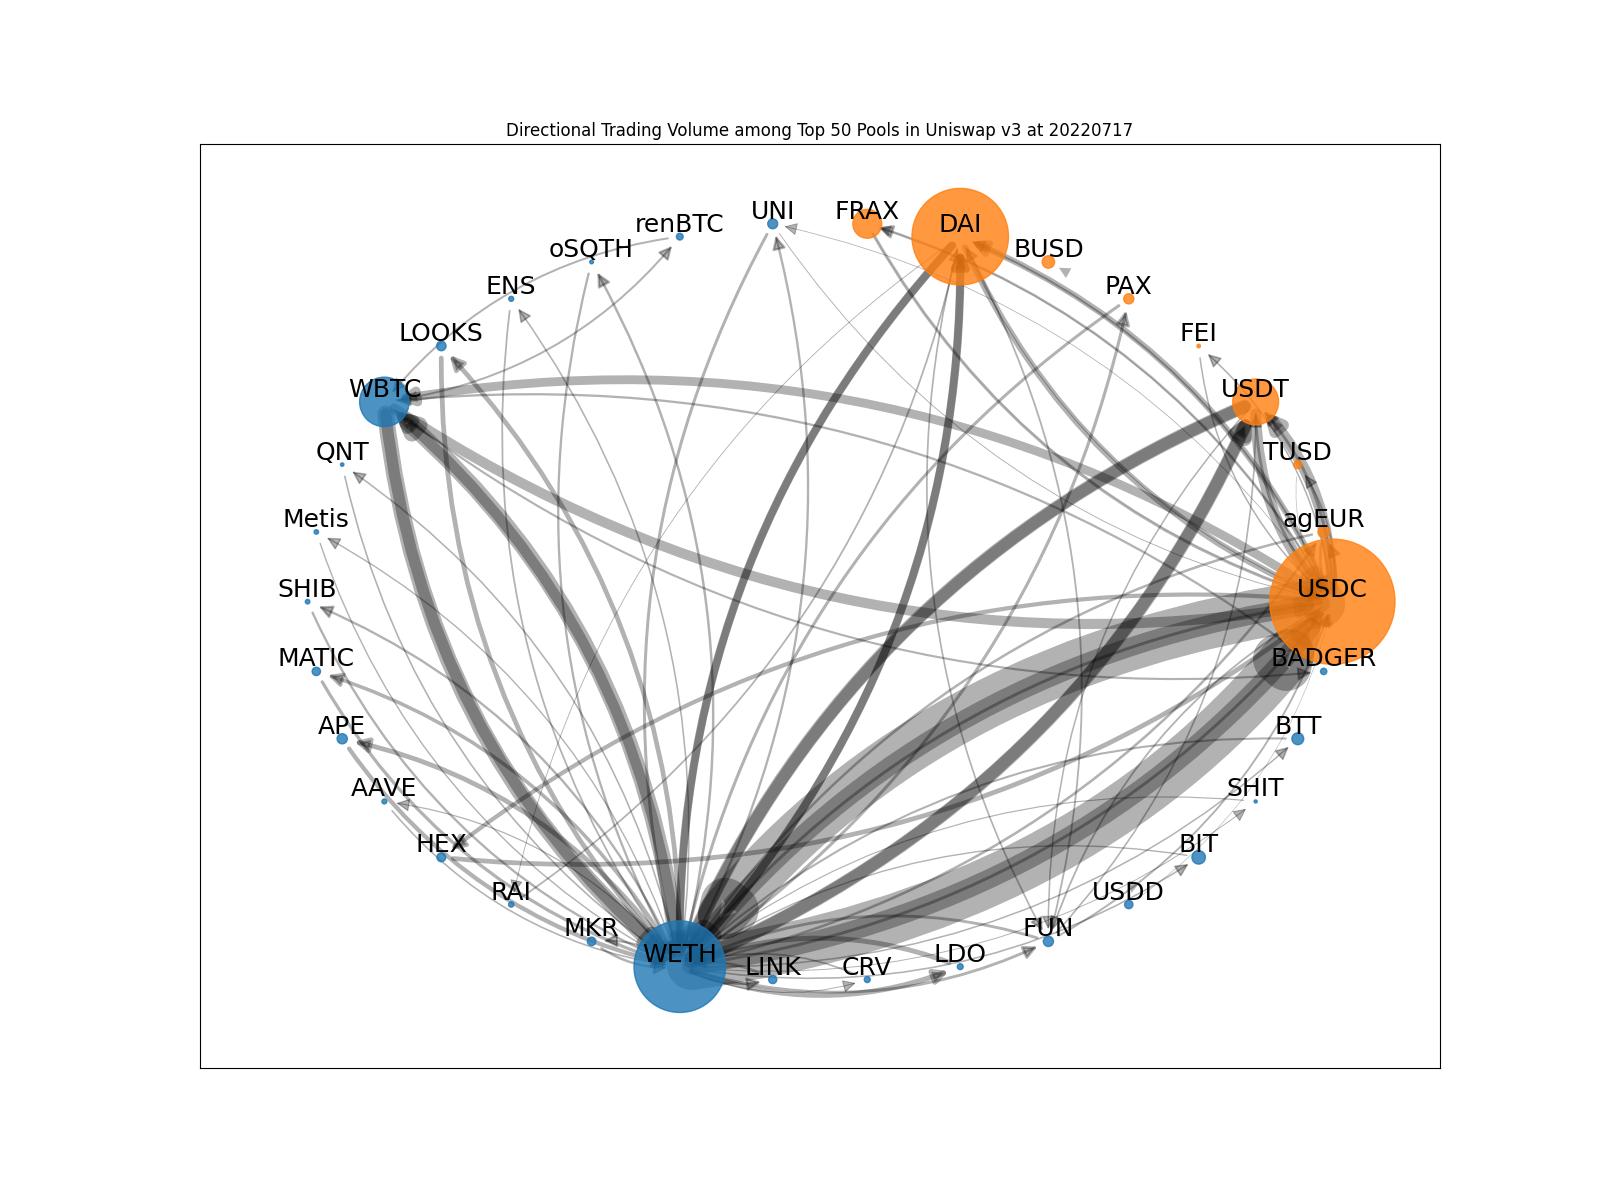 Directional Trading Volume among Top 50 Pools in Uniswap v3 at 20220717
UNI
FRAX
DAI
renBTC
oSQTH
BUSD
ENS
PAX
LOOKS
FEI
WBTC
USDT
QNT
TUSD
Metis
agEUR
SHIB
USDC
MATIC
BADGER
APE
BTT
AAVE
SHIT
HEX
BIT
RAI
USDD
MKR
FUN
WETH
LINK
CRV
LDO